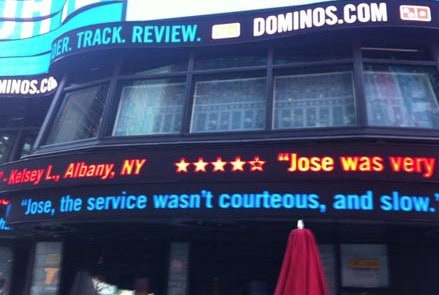 DER. TRACK. REVIEW. DOMINOS.COM
MINOS.CO
- Kelsey L., Albany, NY ★★★★☆ "Jose was very
"Jose, the service wasn't courteous, and slow."